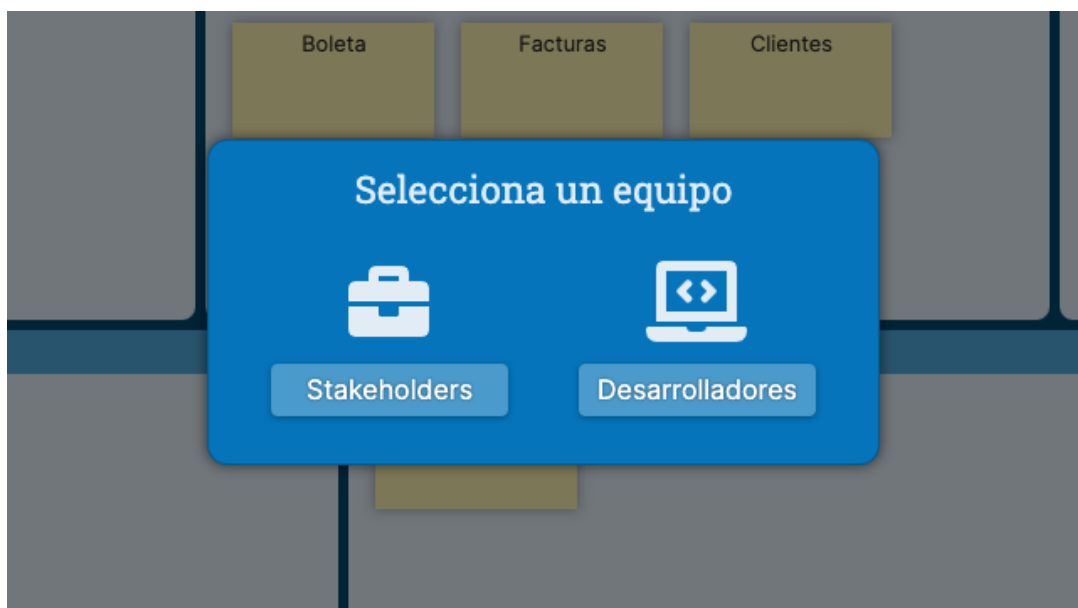 Boleta
Facturas
Clientes
Selecciona un equipo
Stakeholders
Desarrolladores